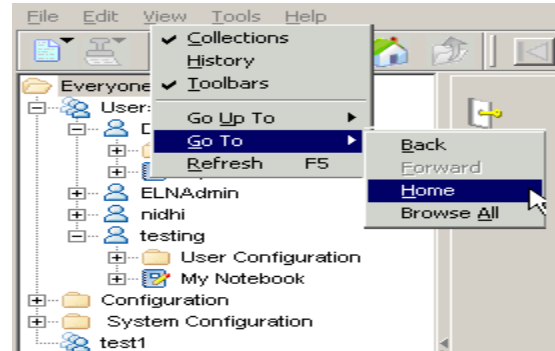 File Edit View Tools Help
Collections
History
Toolbars
Go Up To
Go To
Refresh F5
Back
Forward
Home
Browse All
Everyone
User
ELNAdmin
nidhi
testing
User Configuration
My Notebook
Configuration
System Configuration
test1